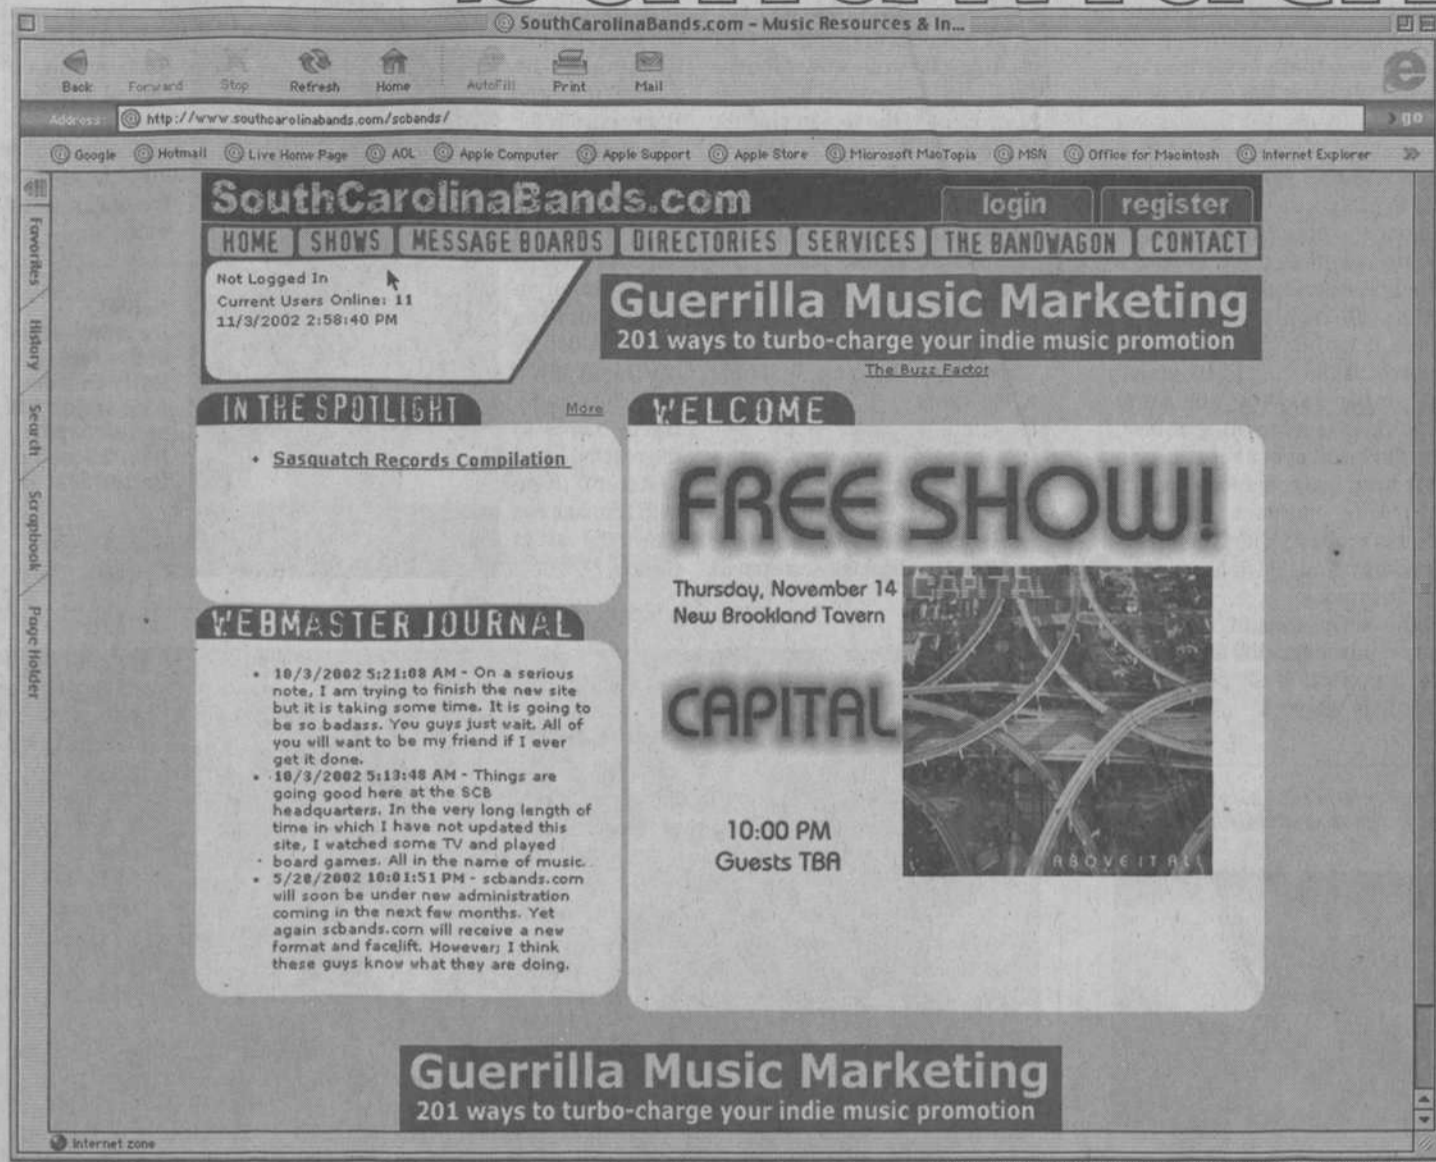 SouthCarolinaBands.com - Music Resources & In...
Back Forward Stop Refresh Home AutoFill Print Mail
Address: http://www.southcarolinabands.com/scbands/ go
Google Hotmail Live Home Page AOL Apple Computer Apple Support Apple Store Microsoft MacTopia MSN Office for Macintosh Internet Explorer
Favorites
History
Search
Scrapbook
Page Holder
SouthCarolinaBands.com login register
HOME SHOWS MESSAGE BOARDS DIRECTORIES SERVICES THE BANDWAGON CONTACT
Not Logged In
Current Users Online: 11
11/3/2002 2:58:40 PM
Guerrilla Music Marketing
201 ways to turbo-charge your indie music promotion
The Buzz Factor
IN THE SPOTLIGHT More
• Sasquatch Records Compilation
WEBMASTER JOURNAL
• 10/3/2002 5:21:08 AM - On a serious
note, I am trying to finish the new site
but it is taking some time. It is going to
be so badass. You guys just wait. All of
you will want to be my friend if I ever
get it done.
• 10/3/2002 5:13:48 AM - Things are
going good here at the SCB
headquarters. In the very long length of
time in which I have not updated this
site, I watched some TV and played
board games. All in the name of music.
• 5/28/2002 10:01:51 PM - scbands.com
will soon be under new administration
coming in the next few months. Yet
again scbands.com will receive a new
format and facelift. However; I think
these guys know what they are doing.
WELCOME
FREE SHOW!
Thursday, November 14
New Brookland Tavern
CAPITAL
10:00 PM
Guests TBA
CAPITAL
ABOVE IT ALL
Guerrilla Music Marketing
201 ways to turbo-charge your indie music promotion
Internet zone